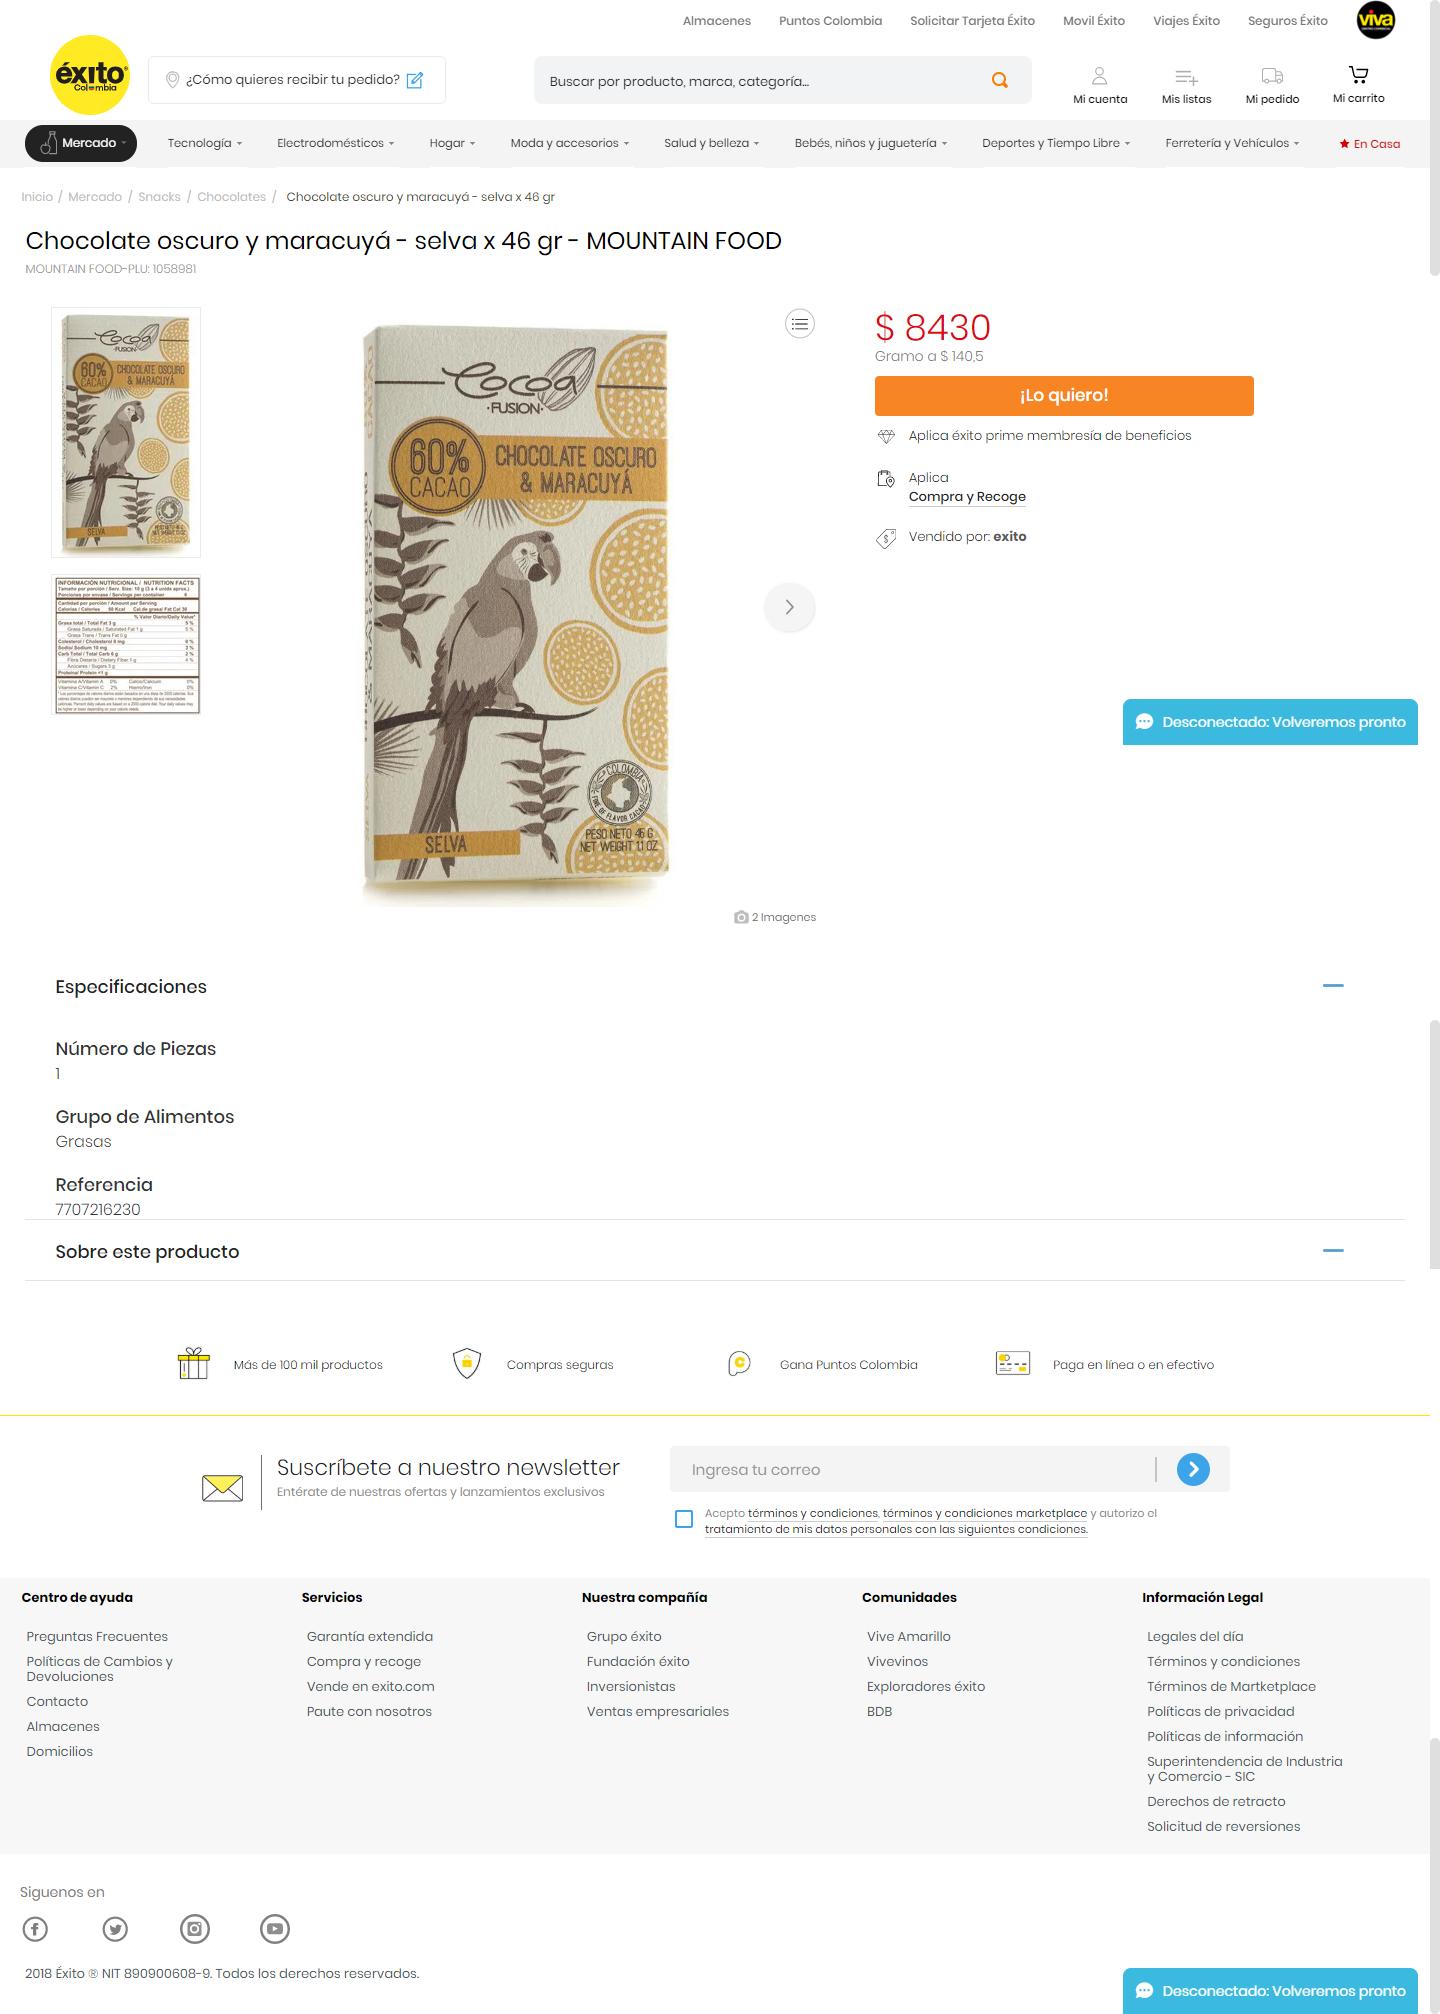 Almacenes
Puntos Colombia
Solicitar Tarjeta Éxito
Movil Éxito
Viajes Éxito
Seguros Éxito
viva
éxito
Colombia
¿Cómo quieres recibir tu pedido?
Buscar por producto, marca, categoría...
Mi cuenta
Mis listas
Mi pedido
Mi carrito
Mercado
Tecnología
Electrodomésticos
Hogar
Moda y accesorios
Salud y belleza
Bebés, niños y juguetería
Deportes y Tiempo Libre
Ferretería y Vehículos
En Casa
Inicio / Mercado / Snacks / Chocolates / Chocolate oscuro y maracuyá - selva x 46 gr
Chocolate oscuro y maracuyá - selva x 46 gr - MOUNTAIN FOOD
MOUNTAIN FOOD-PLU: 1058981
Cocoa
FUSION
60%
CACAO
CHOCOLATE OSCURO
& MARACUYÁ
SELVA
INFORMACIÓN NUTRICIONAL / NUTRITION FACTS
Cocoa
·FUSION·
60%
CACAO
CHOCOLATE OSCURO
& MARACUYÁ
COLOMBIA
FINE OF FLAVOR CACAO
SELVA
PESO NETO 46 G
NET WEIGHT 1.1 OZ
2 Imagenes
$ 8430
Gramo a $ 140,5
¡Lo quiero!
Aplica éxito prime membresía de beneficios
Aplica
Compra y Recoge
Vendido por: exito
Desconectado: Volveremos pronto
Especificaciones
Número de Piezas
1
Grupo de Alimentos
Grasas
Referencia
7707216230
Sobre este producto
Más de 100 mil productos
Compras seguras
Gana Puntos Colombia
Paga en línea o en efectivo
Suscríbete a nuestro newsletter
Entérate de nuestras ofertas y lanzamientos exclusivos
Ingresa tu correo
Acepto términos y condiciones, términos y condiciones marketplace y autorizo el
tratamiento de mis datos personales con las siguientes condiciones.
Centro de ayuda
Preguntas Frecuentes
Políticas de Cambios y
Devoluciones
Contacto
Almacenes
Domicilios
Servicios
Garantía extendida
Compra y recoge
Vende en exito.com
Paute con nosotros
Nuestra compañía
Grupo éxito
Fundación éxito
Inversionistas
Ventas empresariales
Comunidades
Vive Amarillo
Vivevinos
Exploradores éxito
BDB
Información Legal
Legales del día
Términos y condiciones
Términos de Martketplace
Políticas de privacidad
Políticas de información
Superintendencia de Industria
y Comercio - SIC
Derechos de retracto
Solicitud de reversiones
Siguenos en
2018 Éxito ® NIT 890900608-9. Todos los derechos reservados.
Desconectado: Volveremos pronto